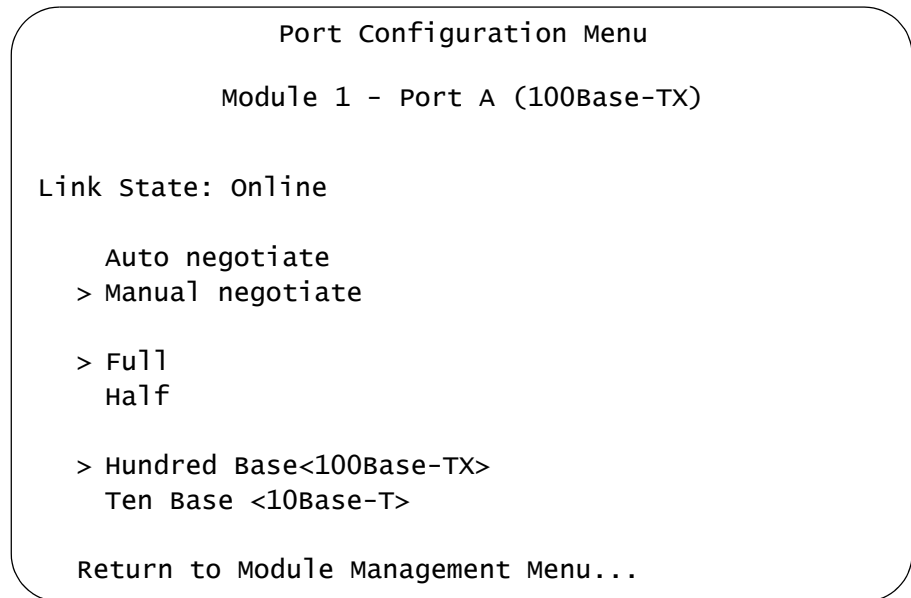 Port Configuration Menu
Module 1 - Port A (100Base-TX)
Link State: Online
Auto negotiate
> Manual negotiate
> Full
Half
> Hundred Base<100Base-TX>
Ten Base <10Base-T>
Return to Module Management Menu...